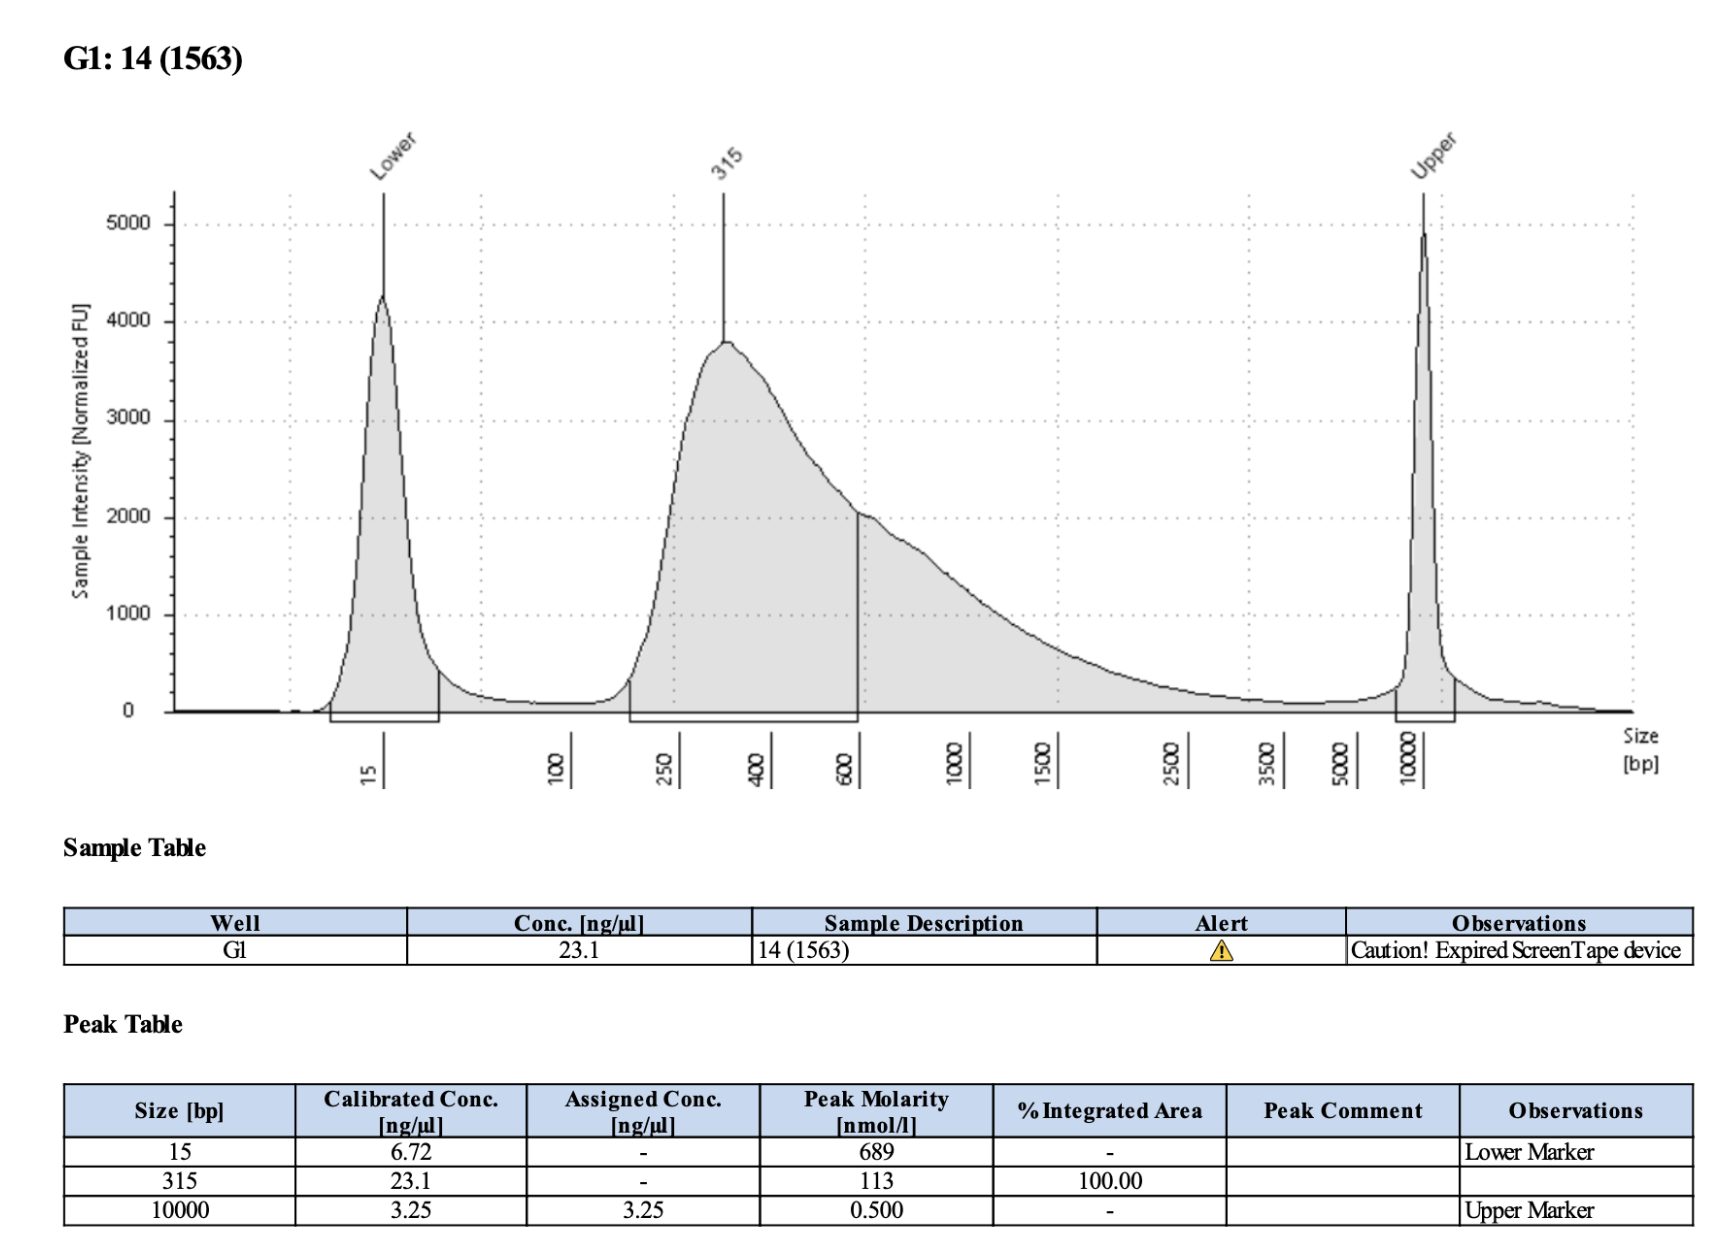 G1: 14 (1563)
Lower
315
Upper
5000
4000
3000
2000
1000
0
Sample Intensity [Normalized FU]
15
100
250
400
600
1000
1500
2500
3500
5000
10000
Size
[bp]
Sample Table
Well Conc. [ng/µl] Sample Description Alert Observations
G1 23.1 14 (1563) Caution! Expired ScreenTape device
Peak Table
Size [bp] Calibrated Conc. [ng/µl] Assigned Conc. [ng/µl] Peak Molarity [nmol/l] % Integrated Area Peak Comment Observations
15 6.72 - 689 - Lower Marker
315 23.1 - 113 100.00
10000 3.25 3.25 0.500 - Upper Marker